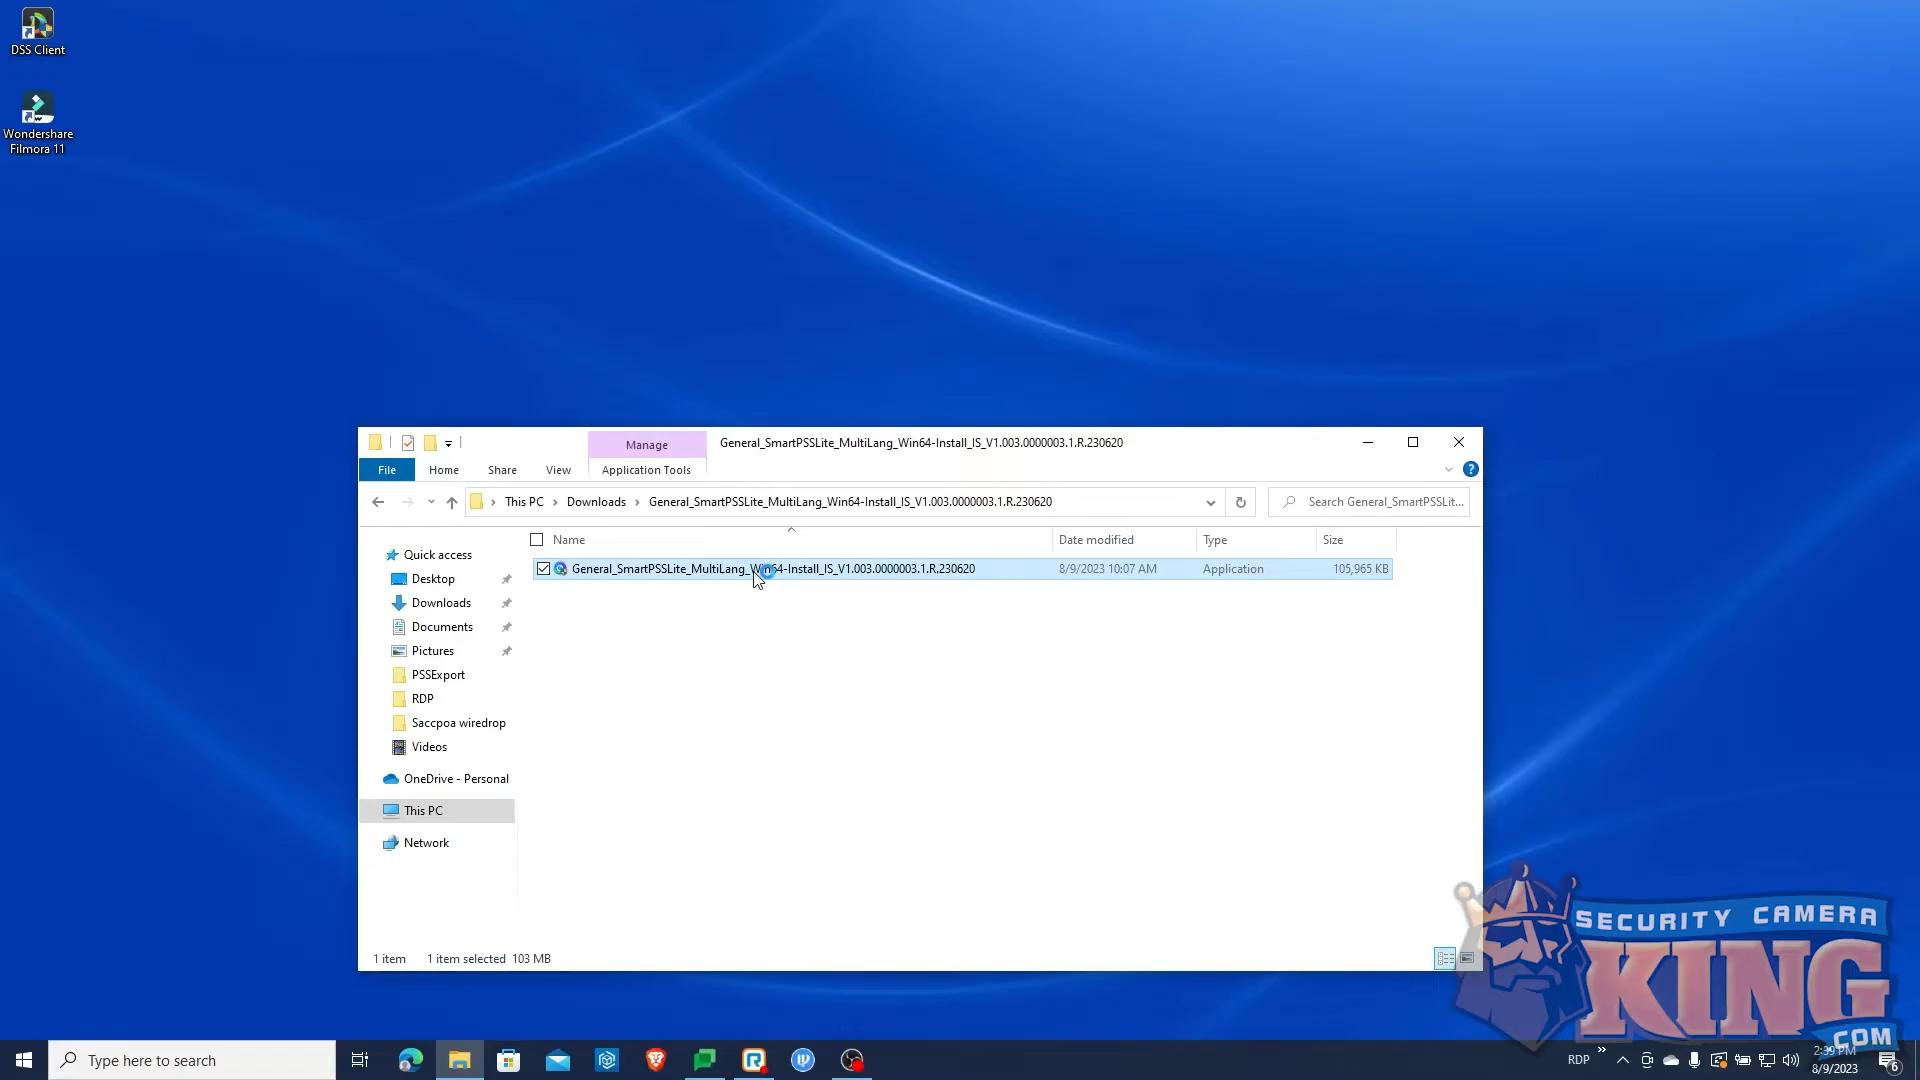 DSS Client
Wondershare
Filmora 11
Manage
General_SmartPSSLite_MultiLang_Win64-Install_IS_V1.003.0000003.1.R.230620
File
Home
Share
View
Application Tools
This PC
Downloads
General_SmartPSSLite_MultiLang_Win64-Install_IS_V1.003.0000003.1.R.230620
Search General_SmartPSSLit...
Name
Date modified
Type
Size
General_SmartPSSLite_MultiLang_Win64-Install_IS_V1.003.0000003.1.R.230620
8/9/2023 10:07 AM
Application
105,965 KB
Quick access
Desktop
Downloads
Documents
Pictures
PSSExport
RDP
Saccpoa wiredrop
Videos
OneDrive - Personal
This PC
Network
1 item
1 item selected 103 MB
SECURITY CAMERA
KING
.COM
Type here to search
RDP
2:39 PM
8/9/2023
6